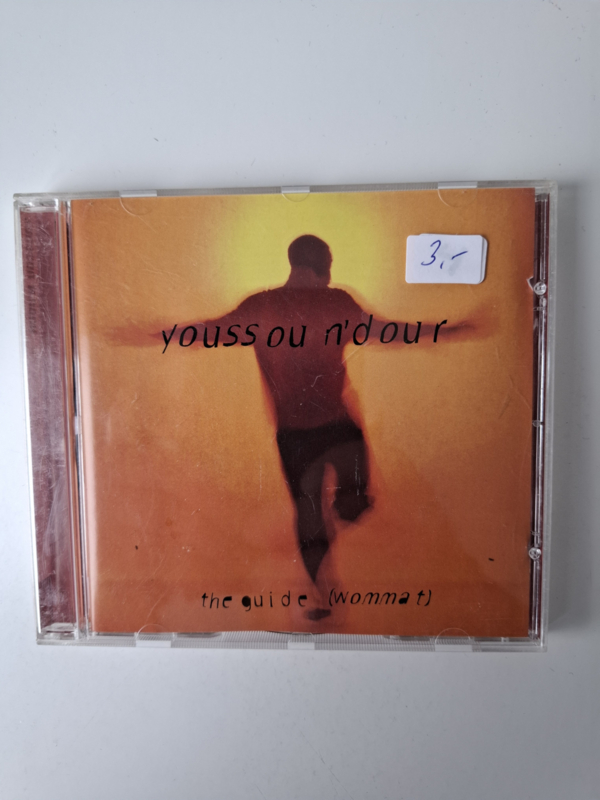 3,-
youssou n'dour
the guide (wommat)